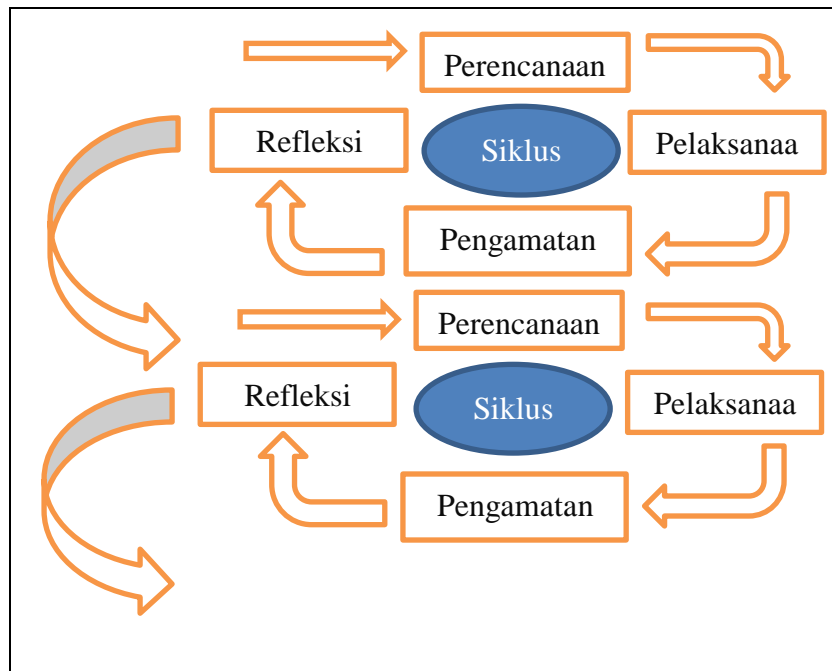 Perencanaan
Refleksi
Siklus
Pelaksanaa
Pengamatan
Perencanaan
Refleksi
Siklus
Pelaksanaa
Pengamatan